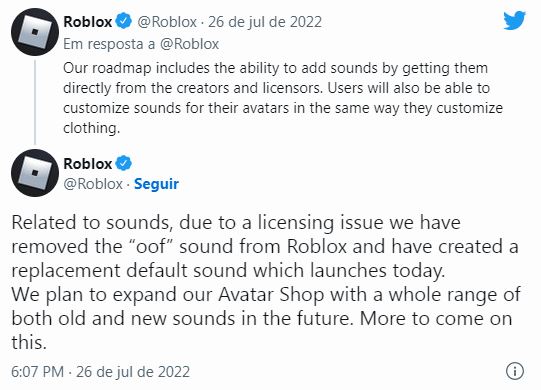 Roblox @Roblox · 26 de jul de 2022
Em resposta a @Roblox
Our roadmap includes the ability to add sounds by getting them
directly from the creators and licensors. Users will also be able to
customize sounds for their avatars in the same way they customize
clothing.
Roblox
@Roblox · Seguir
Related to sounds, due to a licensing issue we have
removed the “oof” sound from Roblox and have created a
replacement default sound which launches today.
We plan to expand our Avatar Shop with a whole range of
both old and new sounds in the future. More to come on
this.
6:07 PM · 26 de jul de 2022